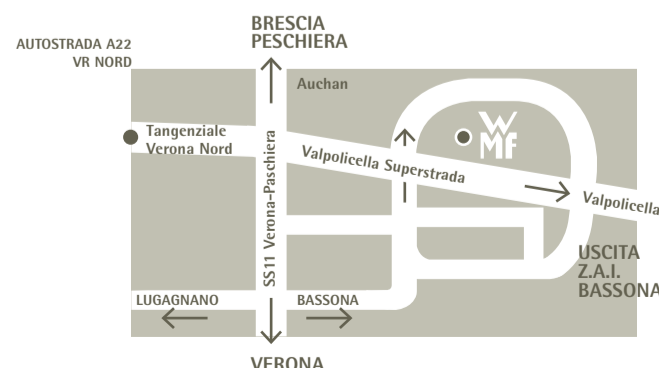 BRESCIA
PESCHIERA
AUTOSTRADA A22
VR NORD
Auchan
WMF
Tangenziale
Verona Nord
Valpolicella Superstrada
SS11 Verona-Paschiera
Valpolicella
USCITA
Z.A.I.
BASSONA
LUGAGNANO
BASSONA
VERONA